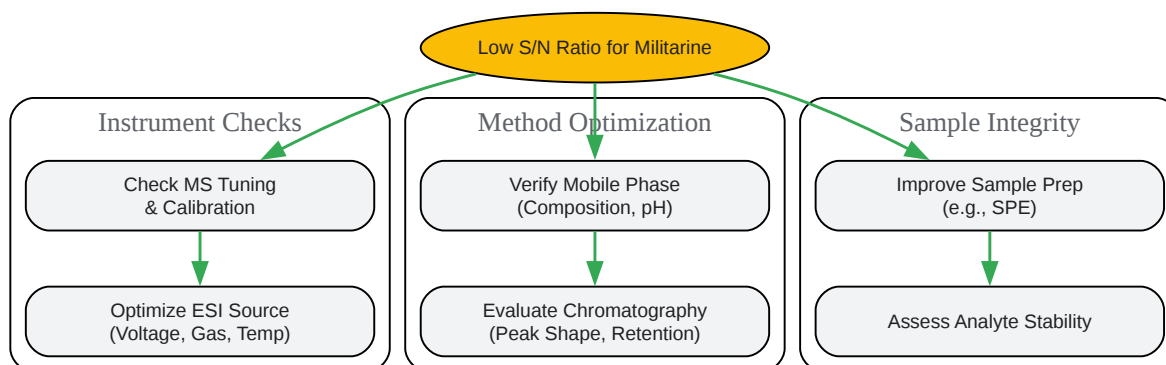 Low S/N Ratio for Militarine
Instrument Checks
Check MS Tuning
& Calibration
Optimize ESI Source
(Voltage, Gas, Temp)
Method Optimization
Verify Mobile Phase
(Composition, pH)
Evaluate Chromatography
(Peak Shape, Retention)
Sample Integrity
Improve Sample Prep
(e.g., SPE)
Assess Analyte Stability